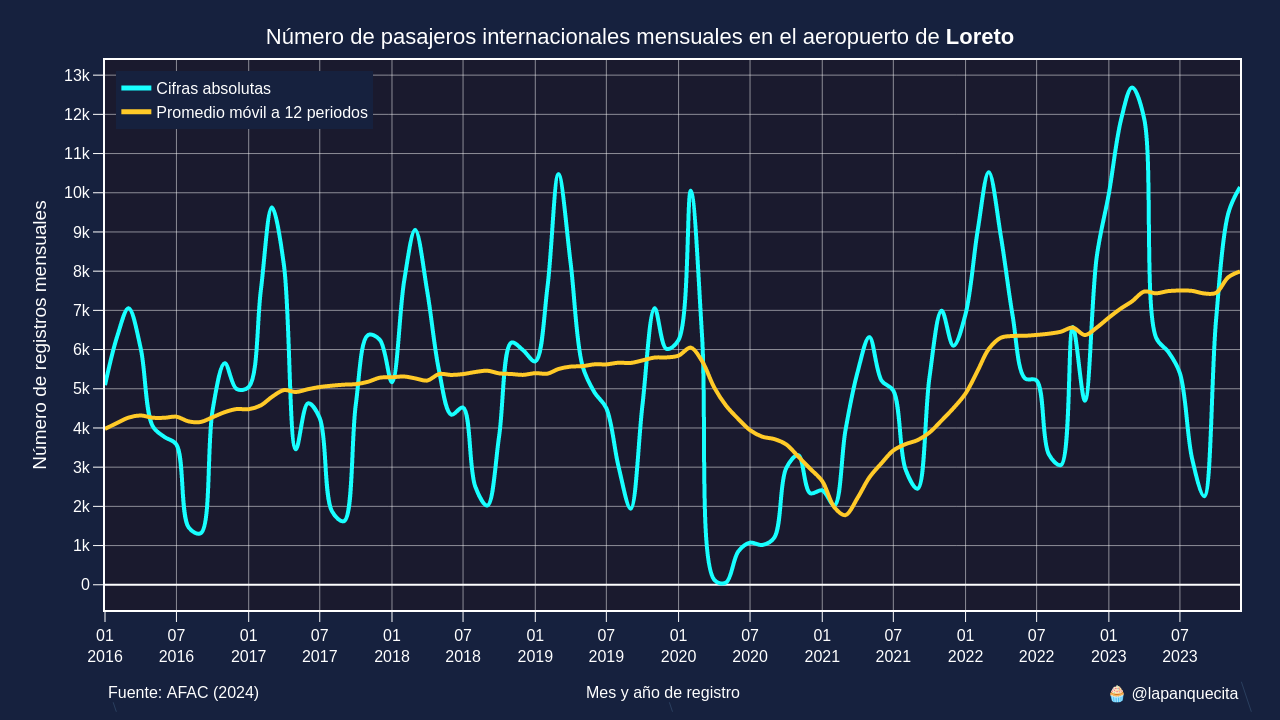 Número de pasajeros internacionales mensuales en el aeropuerto de Loreto
Cifras absolutas
Promedio móvil a 12 periodos
Número de registros mensuales
13k
12k
11k
10k
9k
8k
7k
6k
5k
4k
3k
2k
1k
0
01 07 01 07 01 07 01 07 01 07 01 07 01 07 01 07
2016 2016 2017 2017 2018 2018 2019 2019 2020 2020 2021 2021 2022 2022 2023 2023
Fuente: AFAC (2024) Mes y año de registro 🧁 @lapanquecita